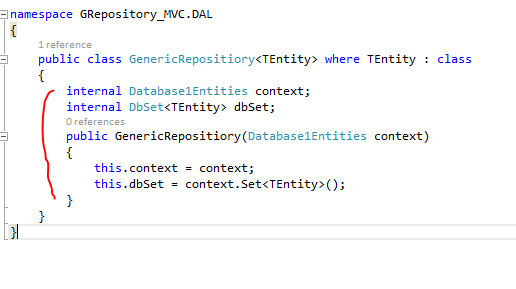 namespace GRepository_MVC.DAL
{
1 reference
public class GenericRepositiory<TEntity> where TEntity : class
{
internal Database1Entities context;
internal DbSet<TEntity> dbSet;
0 references
public GenericRepositiory(Database1Entities context)
{
this.context = context;
this.dbSet = context.Set<TEntity>();
}
}
}